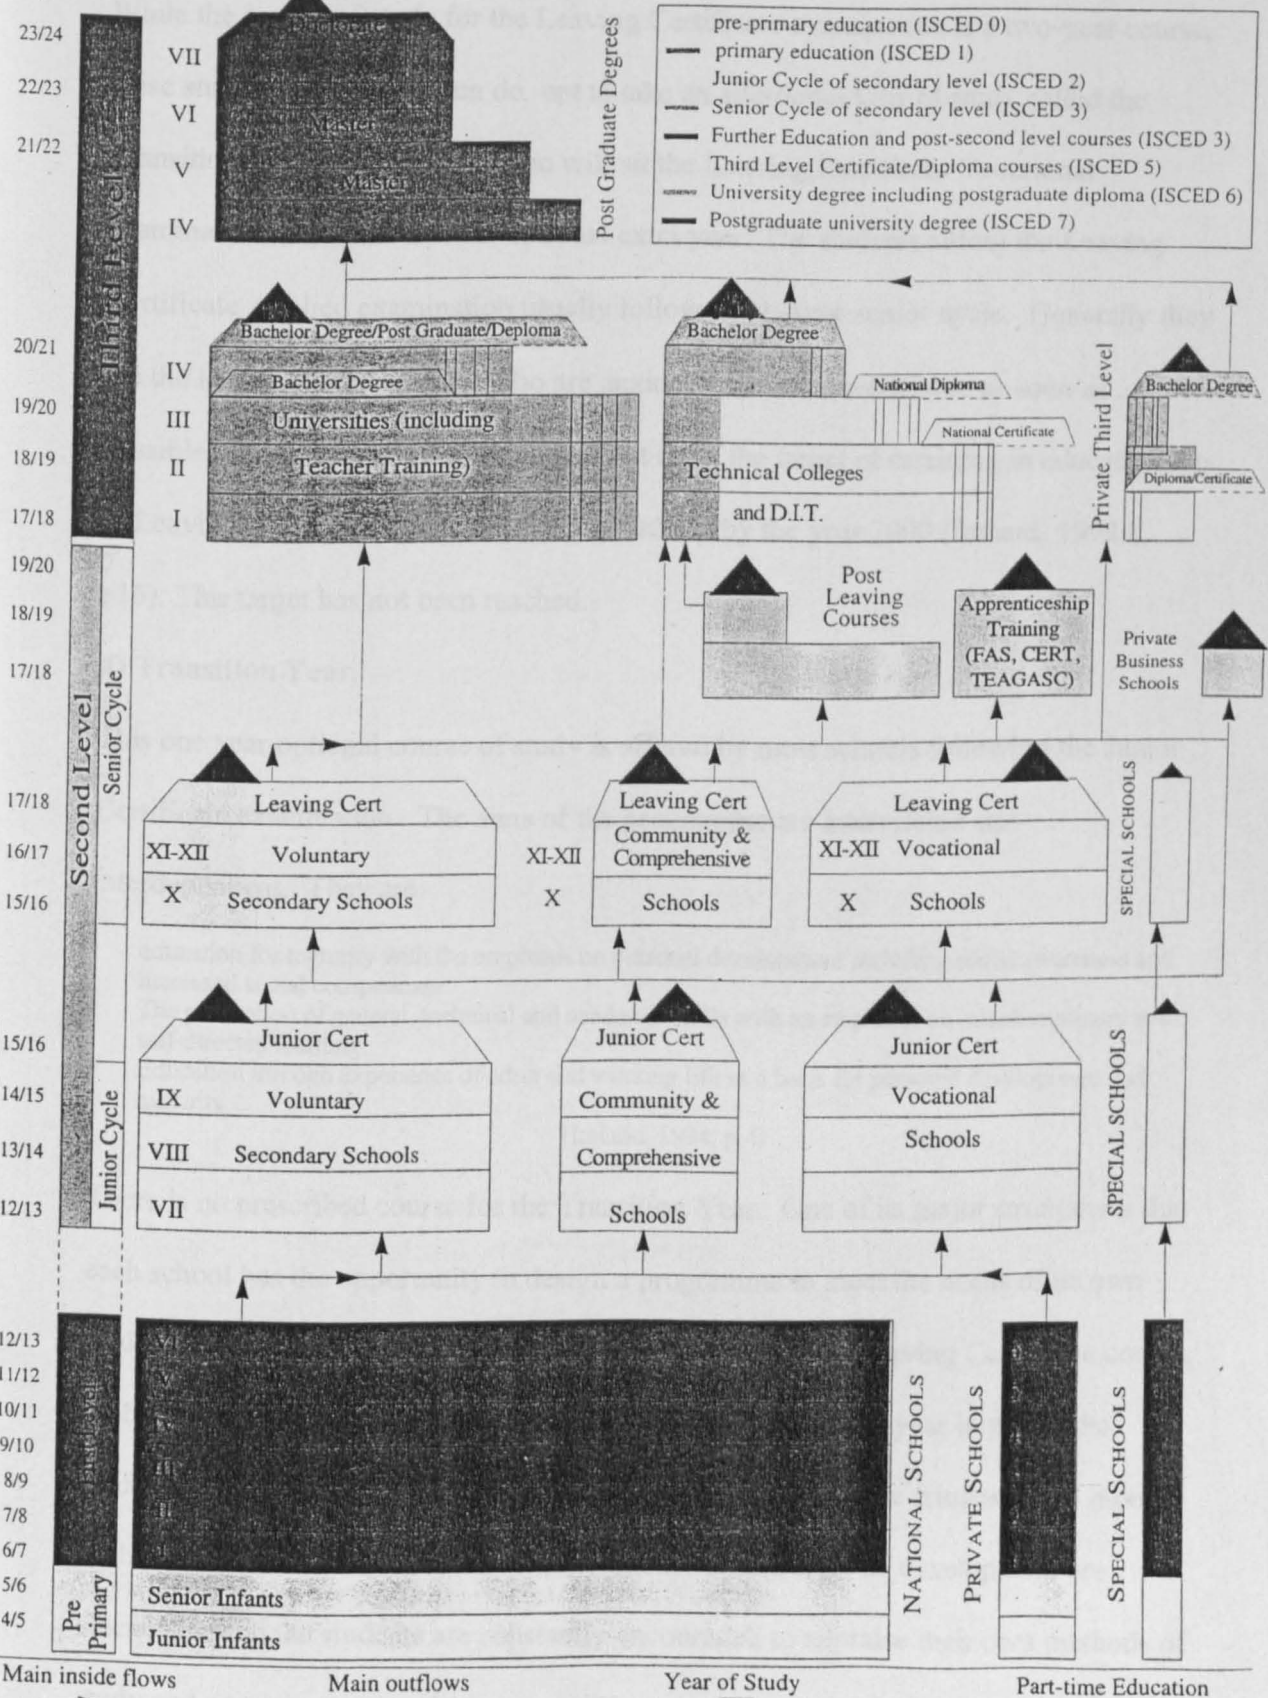 pre-primary education (ISCED 0)
primary education (ISCED 1)
Junior Cycle of secondary level (ISCED 2)
Senior Cycle of secondary level (ISCED 3)
Further Education and post-second level courses (ISCED 3)
Third Level Certificate/Diploma courses (ISCED 5)
University degree including postgraduate diploma (ISCED 6)
Postgraduate university degree (ISCED 7)
23/24
VII
22/23
VI
Master
21/22
V
Master
IV
Post Graduate Degrees
Third Level
Bachelor Degree/Post Graduate/Deploma
Bachelor Degree
20/21
IV
Bachelor Degree
National Diploma
Bachelor Degree
19/20
III
Universities (including
National Certificate
18/19
II
Teacher Training)
Technical Colleges
Diploma/Certificate
17/18
I
and D.I.T.
Private Third Level
19/20
Post
Leaving
Courses
Apprenticeship
Training
(FAS, CERT,
TEAGASC)
Private
Business
Schools
18/19
17/18
Second Level
Senior Cycle
17/18
Leaving Cert
Leaving Cert
Leaving Cert
16/17
XI-XII
Voluntary
XI-XII
Community &
Comprehensive
XI-XII
Vocational
15/16
X
Secondary Schools
X
Schools
X
Schools
SPECIAL SCHOOLS
15/16
Junior Cert
Junior Cert
Junior Cert
14/15
IX
Voluntary
Community &
Vocational
13/14
VIII
Secondary Schools
Comprehensive
Schools
12/13
VII
Schools
Junior Cycle
SPECIAL SCHOOLS
12/13
VI
11/12
10/11
9/10
8/9
III
7/8
6/7
First Level
5/6
Senior Infants
4/5
Junior Infants
Pre
Primary
NATIONAL SCHOOLS
PRIVATE SCHOOLS
SPECIAL SCHOOLS
Main inside flows
Main outflows
Year of Study
Part-time Education